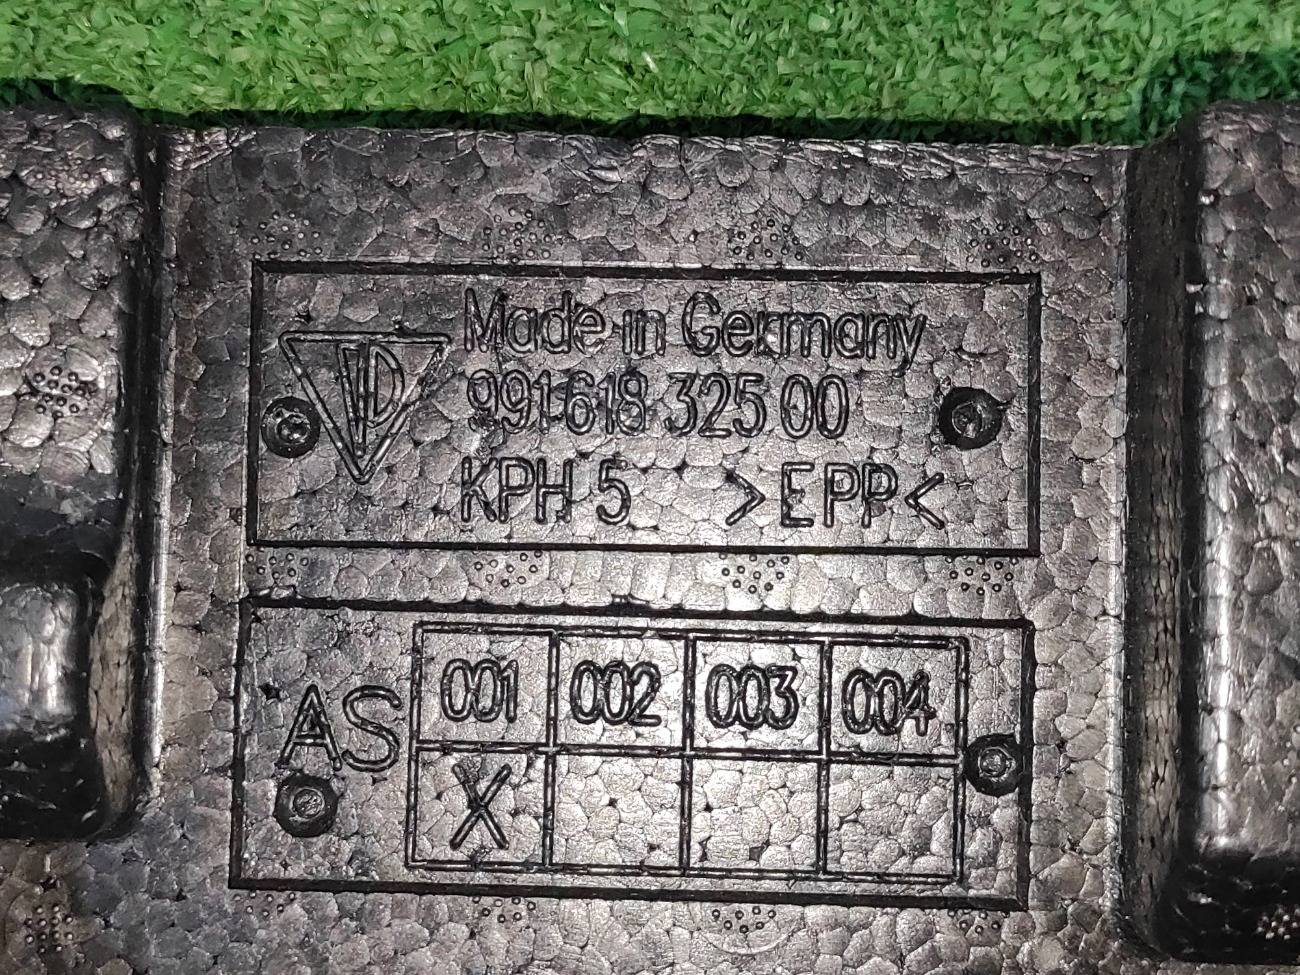 Made in Germany
991 618 325 00
KPH 5 >EPP<
AS 001 002 003 004
X